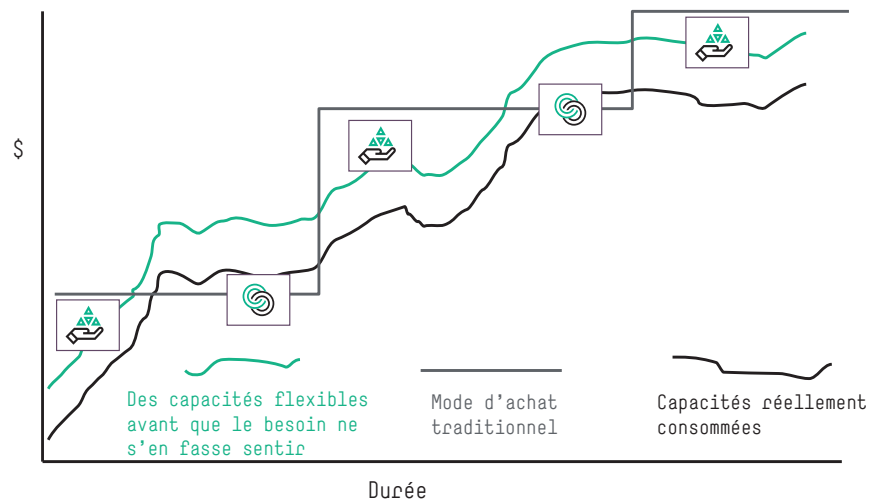 $
Des capacités flexibles
avant que le besoin ne
s'en fasse sentir
Mode d'achat
traditionnel
Capacités réellement
consommées
Durée